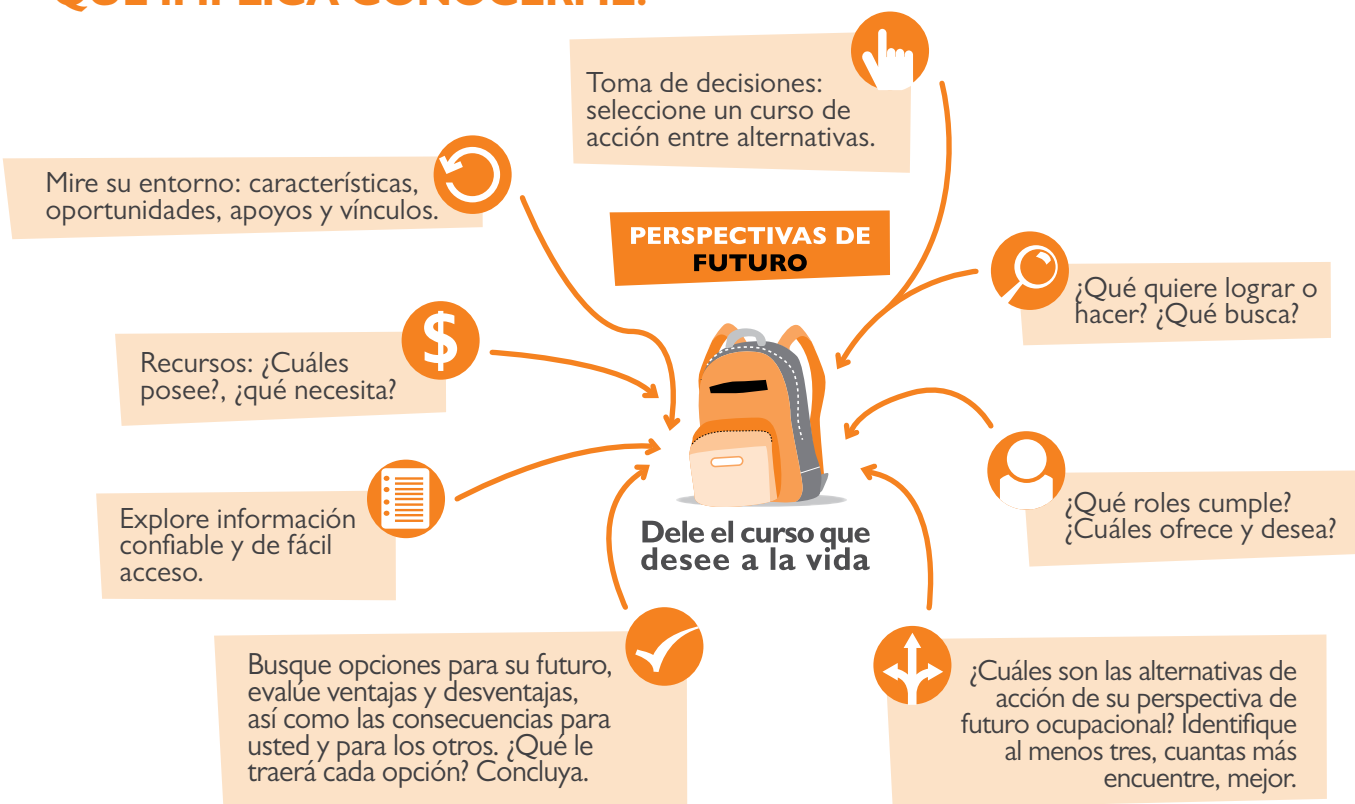 QUÉ IMPLICA CONOCERME?
Toma de decisiones:
seleccione un curso de
acción entre alternativas.
Mire su entorno: características,
oportunidades, apoyos y vínculos.
PERSPECTIVAS DE
FUTURO
¿Qué quiere lograr o
hacer? ¿Qué busca?
$
Recursos: ¿Cuáles
posee?, ¿qué necesita?
Explore información
confiable y de fácil
acceso.
Dele el curso que
desee a la vida
¿Qué roles cumple?
¿Cuáles ofrece y desea?
Busque opciones para su futuro,
evalúe ventajas y desventajas,
así como las consecuencias para
usted y para los otros. ¿Qué le
traerá cada opción? Concluya.
¿Cuáles son las alternativas de
acción de su perspectiva de
futuro ocupacional? Identifique
al menos tres, cuantas más
encuentre, mejor.